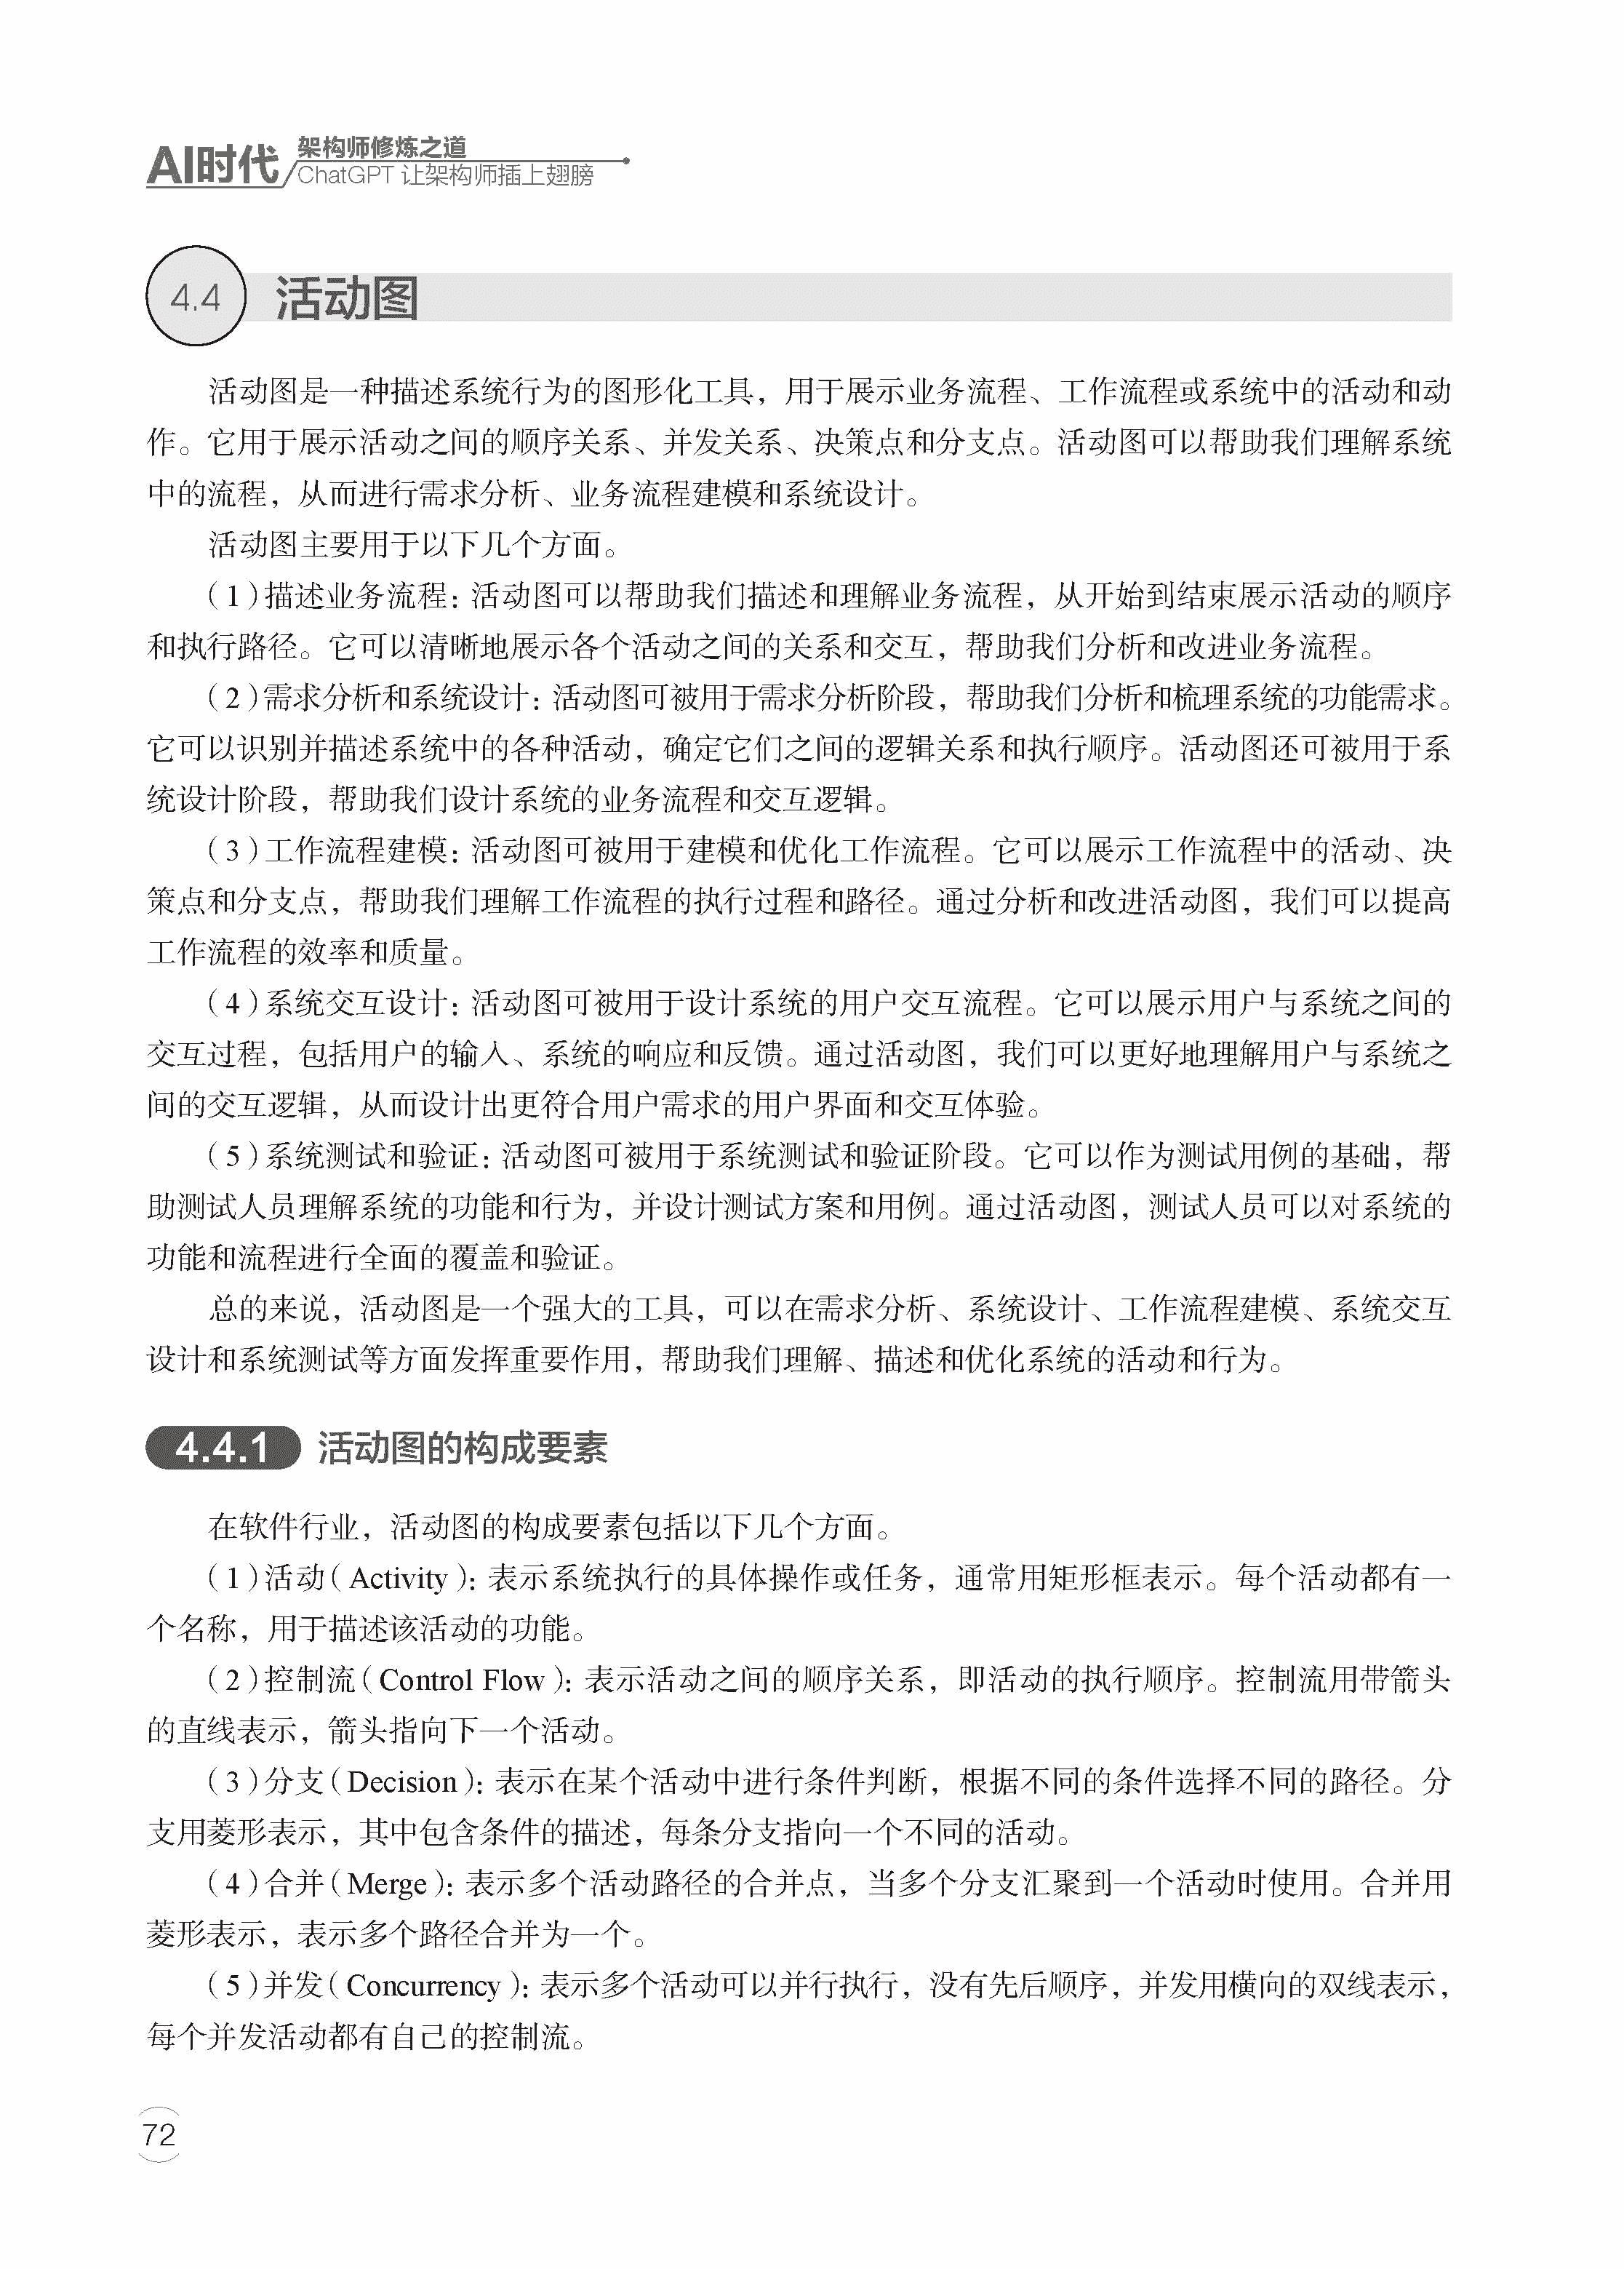 AI时代 架构师修炼之道
ChatGPT 让架构师插上翅膀
4.4 活动图
活动图是一种描述系统行为的图形化工具，用于展示业务流程、工作流程或系统中的活动和动
作。它用于展示活动之间的顺序关系、并发关系、决策点和分支点。活动图可以帮助我们理解系统
中的流程，从而进行需求分析、业务流程建模和系统设计。
活动图主要用于以下几个方面。
（1）描述业务流程：活动图可以帮助我们描述和理解业务流程，从开始到结束展示活动的顺序
和执行路径。它可以清晰地展示各个活动之间的关系和交互，帮助我们分析和改进业务流程。
（2）需求分析和系统设计：活动图可被用于需求分析阶段，帮助我们分析和梳理系统的功能需求。
它可以识别并描述系统中的各种活动，确定它们之间的逻辑关系和执行顺序。活动图还可被用于系
统设计阶段，帮助我们设计系统的业务流程和交互逻辑。
（3）工作流程建模：活动图可被用于建模和优化工作流程。它可以展示工作流程中的活动、决
策点和分支点，帮助我们理解工作流程的执行过程和路径。通过分析和改进活动图，我们可以提高
工作流程的效率和质量。
（4）系统交互设计：活动图可被用于设计系统的用户交互流程。它可以展示用户与系统之间的
交互过程，包括用户的输入、系统的响应和反馈。通过活动图，我们可以更好地理解用户与系统之
间的交互逻辑，从而设计出更符合用户需求的用户界面和交互体验。
（5）系统测试和验证：活动图可被用于系统测试和验证阶段。它可以作为测试用例的基础，帮
助测试人员理解系统的功能和行为，并设计测试方案和用例。通过活动图，测试人员可以对系统的
功能和流程进行全面的覆盖和验证。
总的来说，活动图是一个强大的工具，可以在需求分析、系统设计、工作流程建模、系统交互
设计和系统测试等方面发挥重要作用，帮助我们理解、描述和优化系统的活动和行为。
4.4.1 活动图的构成要素
在软件行业，活动图的构成要素包括以下几个方面。
（1）活动（Activity）：表示系统执行的具体操作或任务，通常用矩形框表示。每个活动都有一
个名称，用于描述该活动的功能。
（2）控制流（Control Flow）：表示活动之间的顺序关系，即活动的执行顺序。控制流用带箭头
的直线表示，箭头指向下一个活动。
（3）分支（Decision）：表示在某个活动中进行条件判断，根据不同的条件选择不同的路径。分
支用菱形表示，其中包含条件的描述，每条分支指向一个不同的活动。
（4）合并（Merge）：表示多个活动路径的合并点，当多个分支汇聚到一个活动时使用。合并用
菱形表示，表示多个路径合并为一个。
（5）并发（Concurrency）：表示多个活动可以并行执行，没有先后顺序，并发用横向的双线表示，
每个并发活动都有自己的控制流。
72